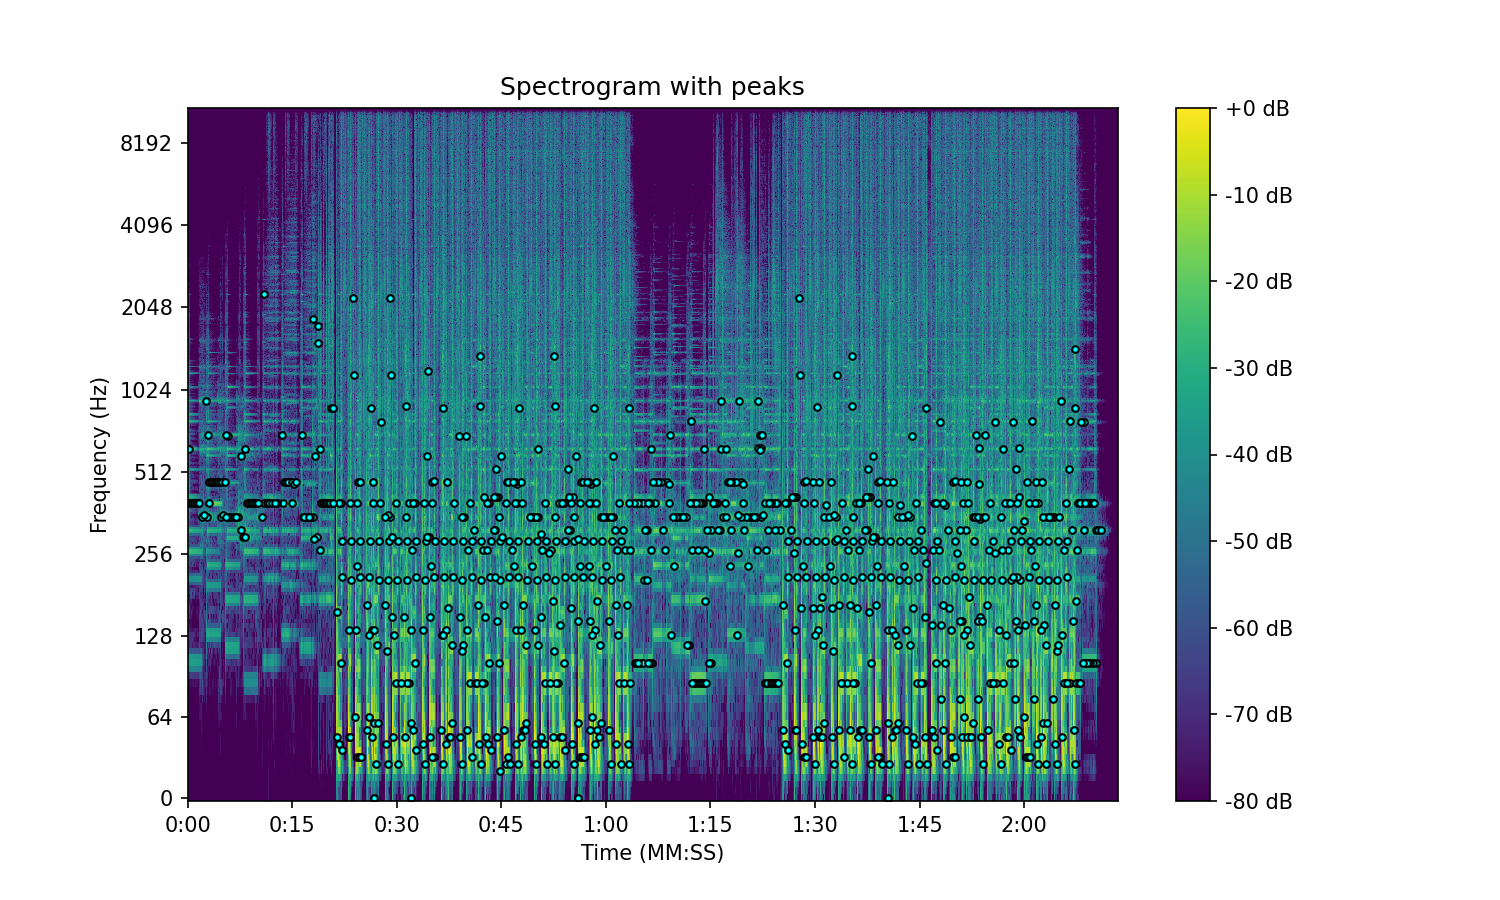 Spectrogram with peaks
Frequency (Hz)
8192
4096
2048
1024
512
256
128
64
0
0:00 0:15 0:30 0:45 1:00 1:15 1:30 1:45 2:00
Time (MM:SS)
+0 dB
-10 dB
-20 dB
-30 dB
-40 dB
-50 dB
-60 dB
-70 dB
-80 dB